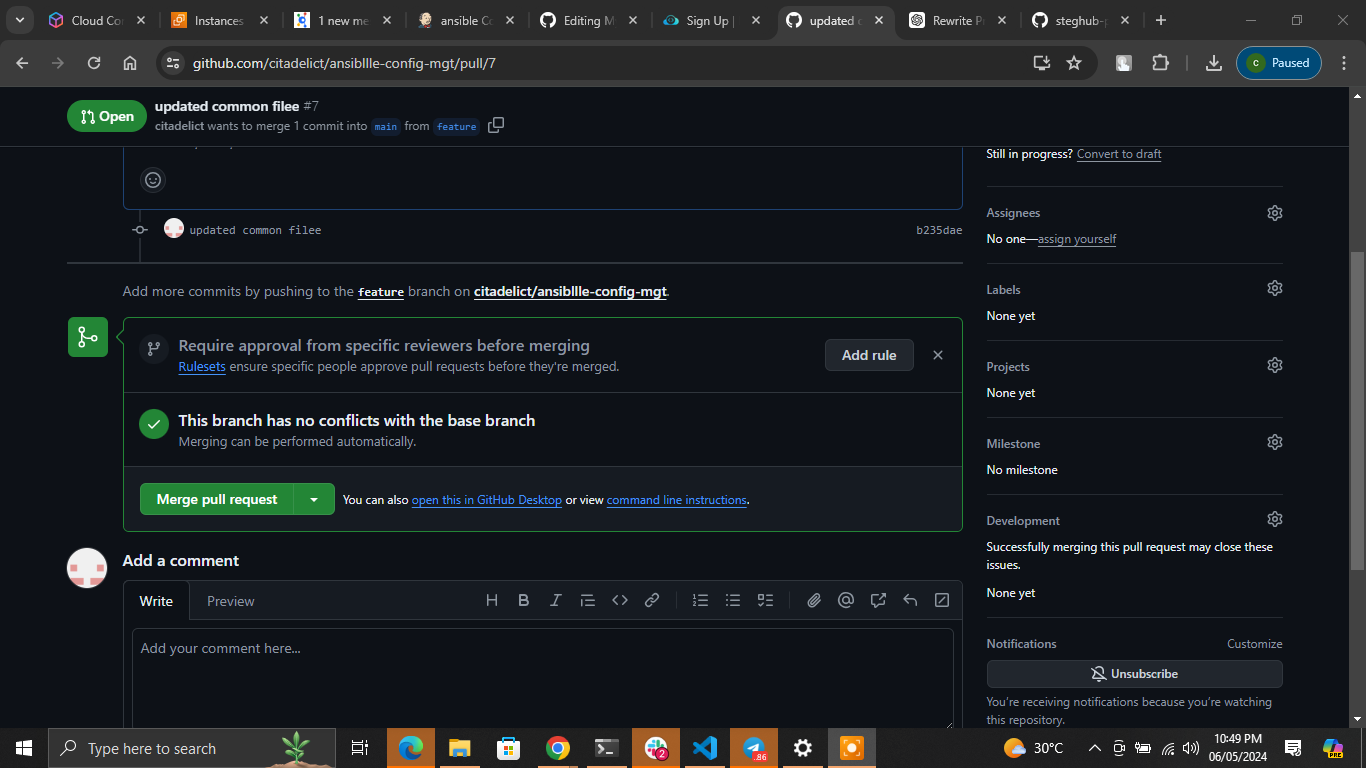 Cloud Co
Instances
1 new me
ansible Co
Editing M
Sign Up |
updated c
Rewrite P
steghub-p
github.com/citadelict/ansibllle-config-mgt/pull/7
c
Paused
Open
updated common filee #7
citadelict wants to merge 1 commit into main from feature
Still in progress? Convert to draft
updated common filee
b235dae
Add more commits by pushing to the feature branch on citadelict/ansibllle-config-mgt.
Require approval from specific reviewers before merging
Rulesets ensure specific people approve pull requests before they're merged.
Add rule
This branch has no conflicts with the base branch
Merging can be performed automatically.
Merge pull request
You can also open this in GitHub Desktop or view command line instructions.
Add a comment
Write
Preview
H B I
Add your comment here...
Assignees
No one—assign yourself
Labels
None yet
Projects
None yet
Milestone
No milestone
Development
Successfully merging this pull request may close these
issues.
None yet
Notifications
Customize
Unsubscribe
You're receiving notifications because you're watching
this repository.
Type here to search
2
86
30°C
10:49 PM
06/05/2024
PRE